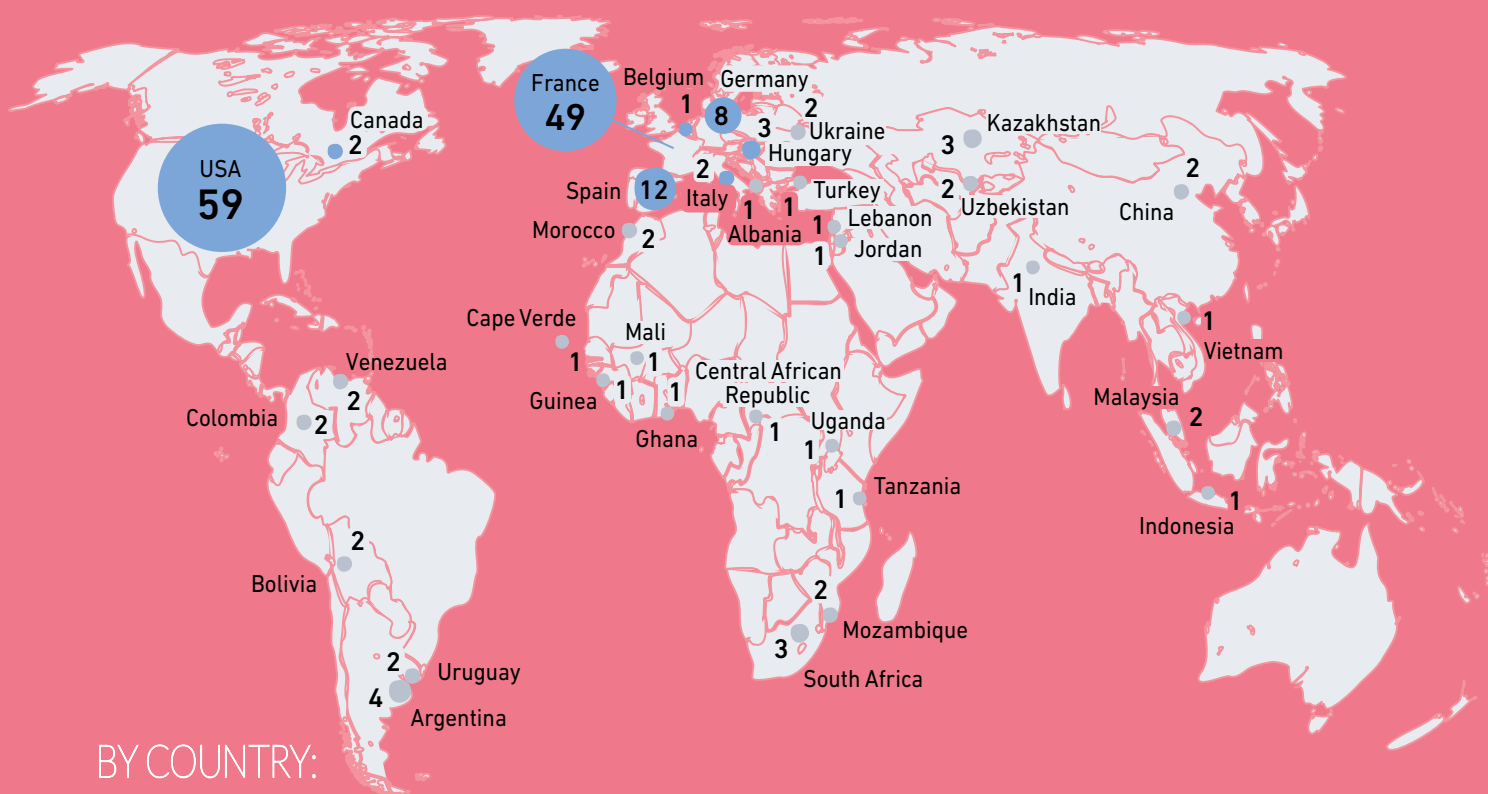 France
49
Belgium
1
Germany
8
2
Ukraine
3
Hungary
Canada
2
USA
59
Kazakhstan
3
2
Uzbekistan
2
China
Spain
12
2
Italy
1
Albania
1
Turkey
1
Lebanon
1
Jordan
Morocco
2
1
India
Cape Verde
1
Mali
1
Guinea
1
1
Ghana
Central African
Republic
1
Uganda
1
1
Tanzania
1
Vietnam
Malaysia
2
1
Indonesia
Venezuela
2
Colombia
2
2
Bolivia
2
Mozambique
3
South Africa
2
Uruguay
4
Argentina
BY COUNTRY: